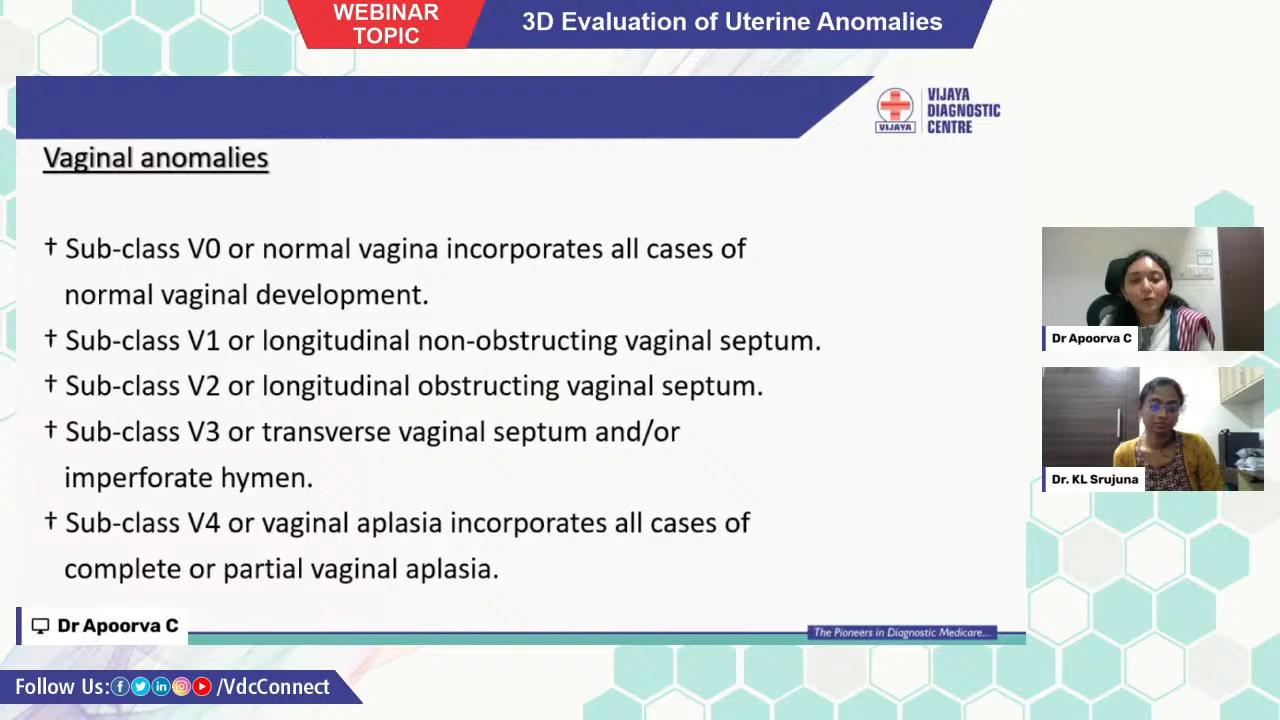 WEBINAR
TOPIC
3D Evaluation of Uterine Anomalies
VIJAYA
DIAGNOSTIC
CENTRE
VIJAYA
Vaginal anomalies
† Sub-class V0 or normal vagina incorporates all cases of
normal vaginal development.
† Sub-class V1 or longitudinal non-obstructing vaginal septum.
† Sub-class V2 or longitudinal obstructing vaginal septum.
† Sub-class V3 or transverse vaginal septum and/or
imperforate hymen.
† Sub-class V4 or vaginal aplasia incorporates all cases of
complete or partial vaginal aplasia.
Dr Apoorva C
Dr. KL Srujuna
Dr Apoorva C
The Pioneers in Diagnostic Medicare...
Follow Us: /VdcConnect